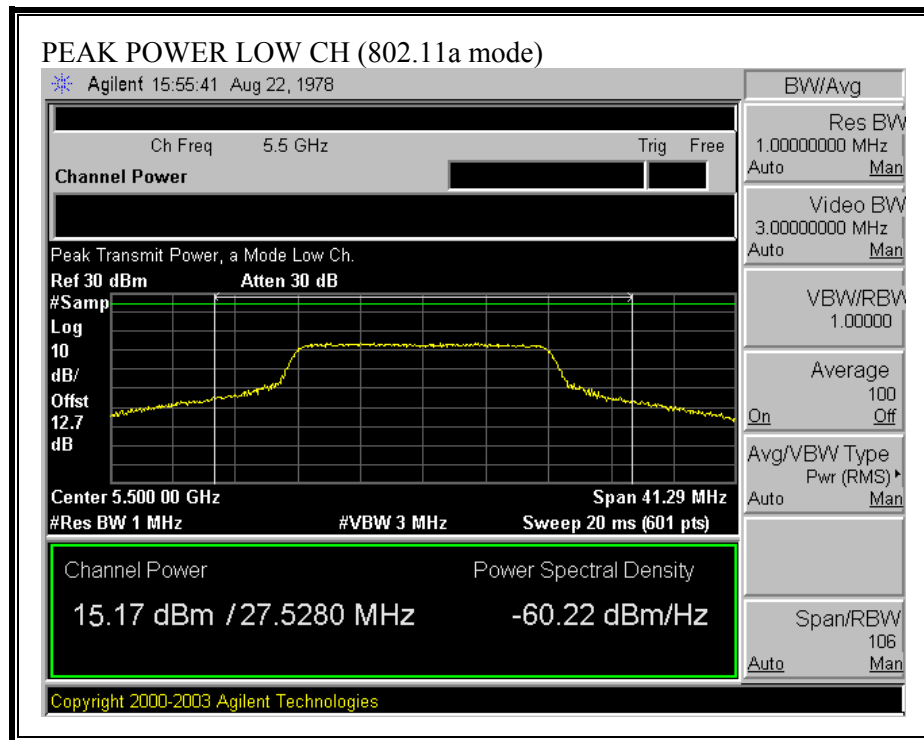 PEAK POWER LOW CH (802.11a mode)
Agilent 15:55:41 Aug 22, 1978
BW/Avg
Ch Freq 5.5 GHz Trig Free
Channel Power
Res BW
1.00000000 MHz
Auto Man
Video BW
3.00000000 MHz
Auto Man
Peak Transmit Power, a Mode Low Ch.
Ref 30 dBm Atten 30 dB
#Samp
Log
10
dB/
Offst
12.7
dB
VBW/RBW
1.00000
Average
100
On Off
Avg/VBW Type
Pwr (RMS)
Auto Man
Center 5.500 00 GHz Span 41.29 MHz
#Res BW 1 MHz #VBW 3 MHz Sweep 20 ms (601 pts)
Channel Power Power Spectral Density
15.17 dBm / 27.5280 MHz -60.22 dBm/Hz
Span/RBW
106
Auto Man
Copyright 2000-2003 Agilent Technologies